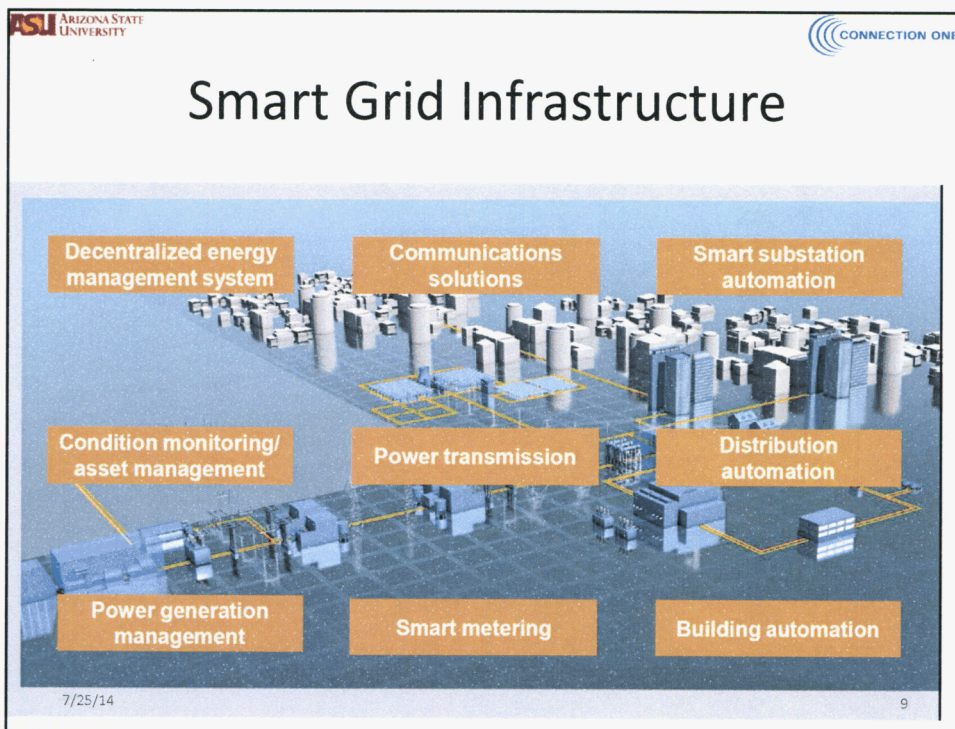 ASU ARIZONA STATE
UNIVERSITY
CONNECTION ONE
Smart Grid Infrastructure
Decentralized energy
management system
Communications
solutions
Smart substation
automation
Condition monitoring/
asset management
Power transmission
Distribution
automation
Power generation
management
Smart metering
Building automation
7/25/14
9